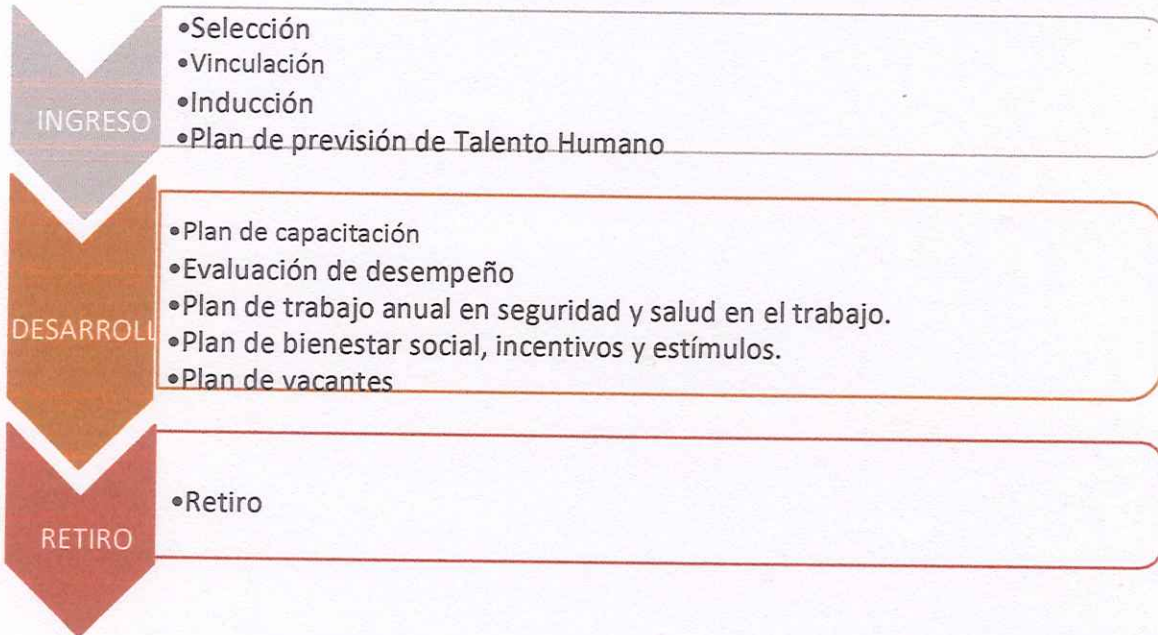 INGRESO
•Selección
•Vinculación
•Inducción
•Plan de previsión de Talento Humano
DESARROLL
•Plan de capacitación
•Evaluación de desempeño
•Plan de trabajo anual en seguridad y salud en el trabajo.
•Plan de bienestar social, incentivos y estímulos.
•Plan de vacantes
RETIRO
•Retiro